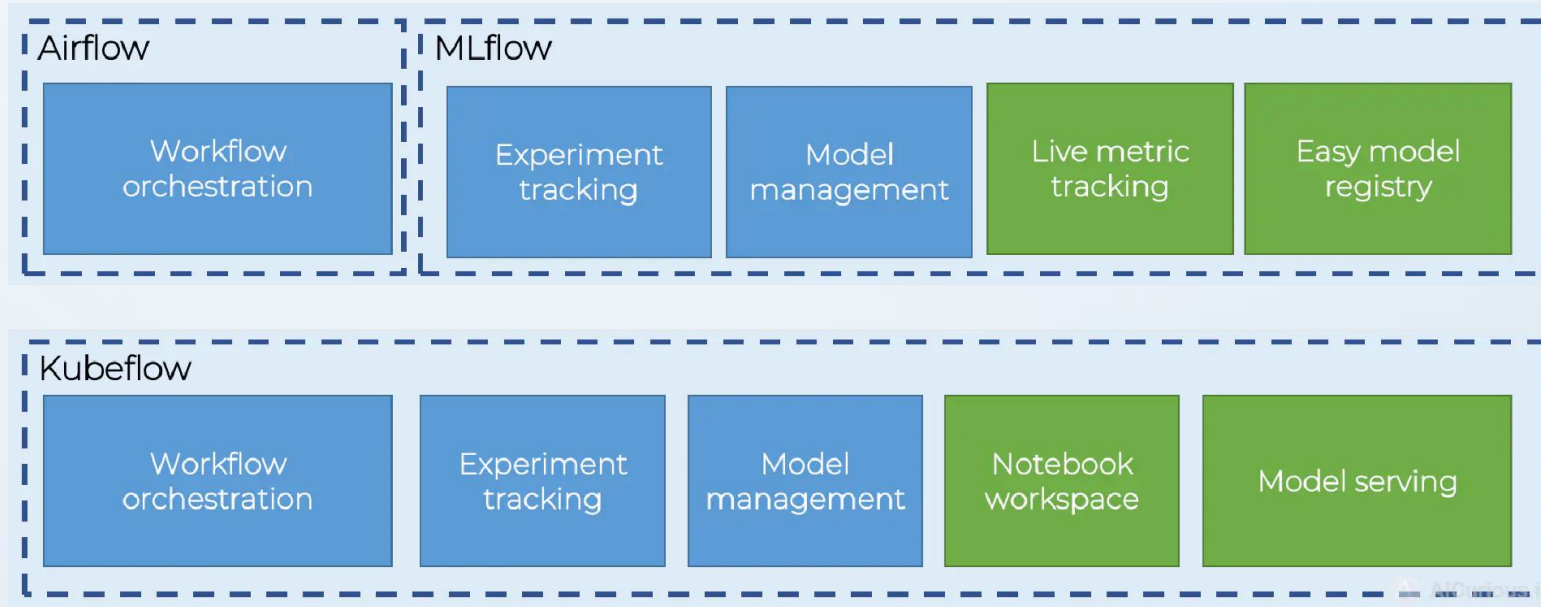 Airflow
MLflow
Workflow
orchestration
Experiment
tracking
Model
management
Live metric
tracking
Easy model
registry
Kubeflow
Workflow
orchestration
Experiment
tracking
Model
management
Notebook
workspace
Model serving